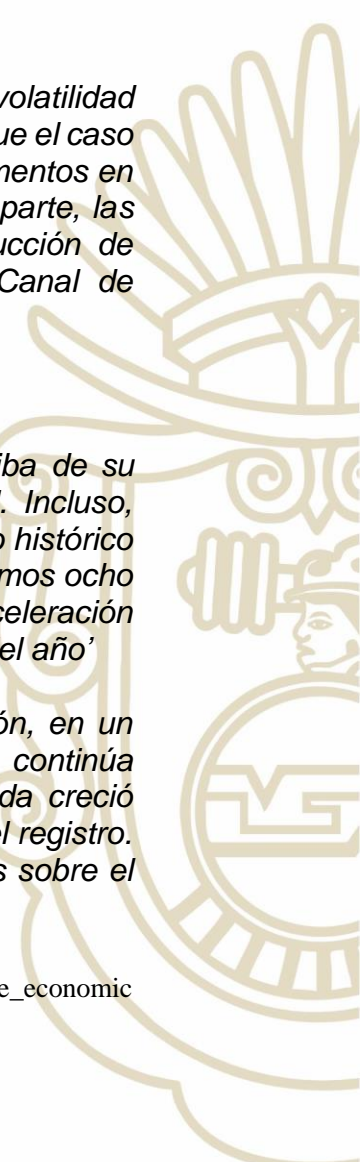 volatilidad
ue el caso
mentos en
parte, las
ucción de
Canal de
iba de su
. Incluso,
o histórico
mos ocho
celeración
el año’
ón, en un
continúa
da creció
el registro.
s sobre el
e_economic